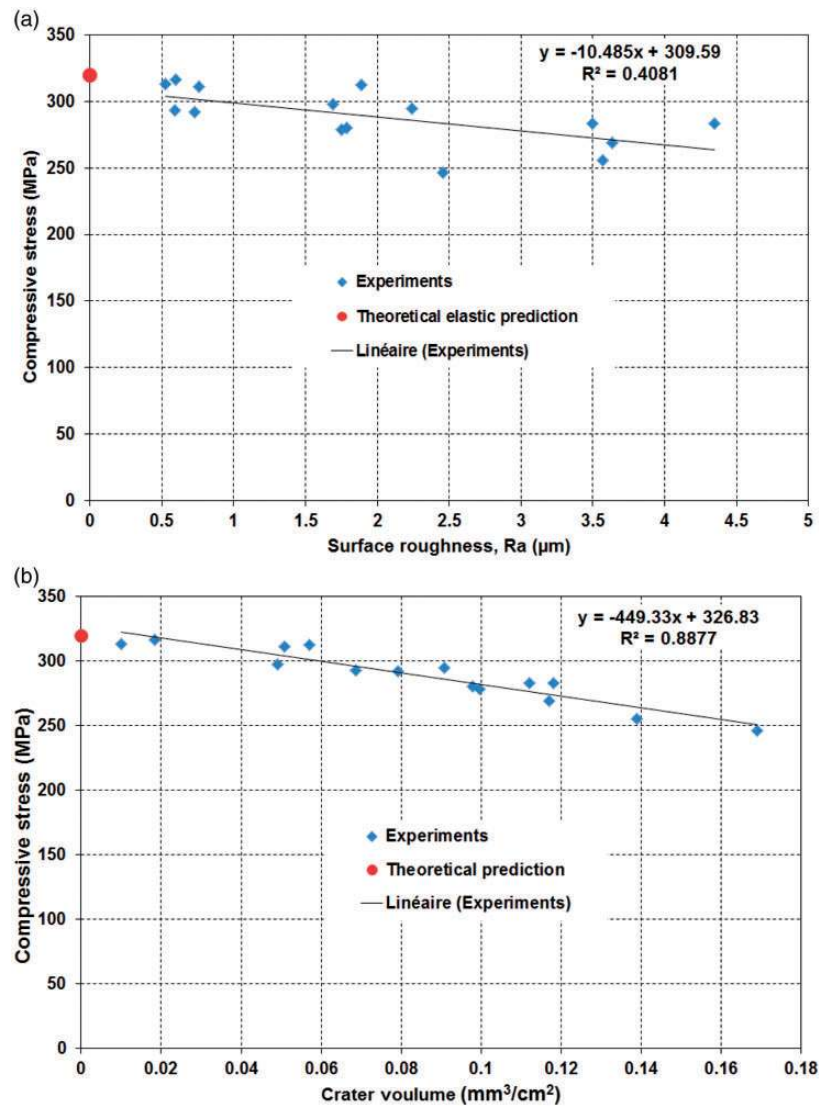 (a)
350
300
250
200
150
100
50
0
Compressive stress (MPa)
y = -10.485x + 309.59
R² = 0.4081
Experiments
Theoretical elastic prediction
Linéaire (Experiments)
0 0.5 1 1.5 2 2.5 3 3.5 4 4.5 5
Surface roughness, Ra (µm)
(b)
350
300
250
200
150
100
50
0
Compressive stress (MPa)
y = -449.33x + 326.83
R² = 0.8877
Experiments
Theoretical prediction
Linéaire (Experiments)
0 0.02 0.04 0.06 0.08 0.1 0.12 0.14 0.16 0.18
Crater voulume (mm³/cm²)